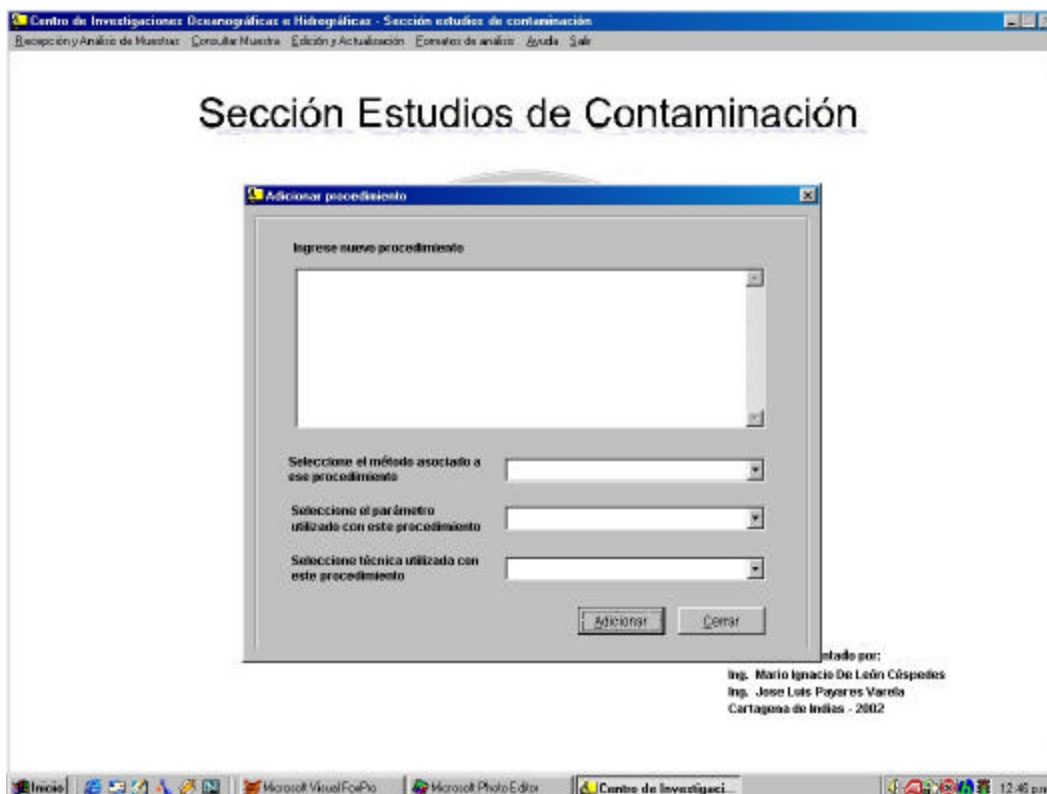 Centro de Investigaciones Oceanográficas e Hidrográficas - Sección estudios de contaminación
Recepción y Análisis de Muestras Consultar Muestra Edición y Actualización Formatos de análisis Ayuda Salir
Sección Estudios de Contaminación
Adicionar procedimiento
Ingrese nuevo procedimiento
Seleccione el método asociado a
ese procedimiento
Seleccione el parámetro
utilizado con este procedimiento
Seleccione técnica utilizada con
este procedimiento
Adicionar Cerrar
ntado por:
Ing. Mario Ignacio De León Céspedes
Ing. Jose Luis Payares Varela
Cartagena de Indias - 2002
Inicio Microsoft Visual FoxPro Microsoft Photo Editor Centro de Investigaci... 12:46 p.m.